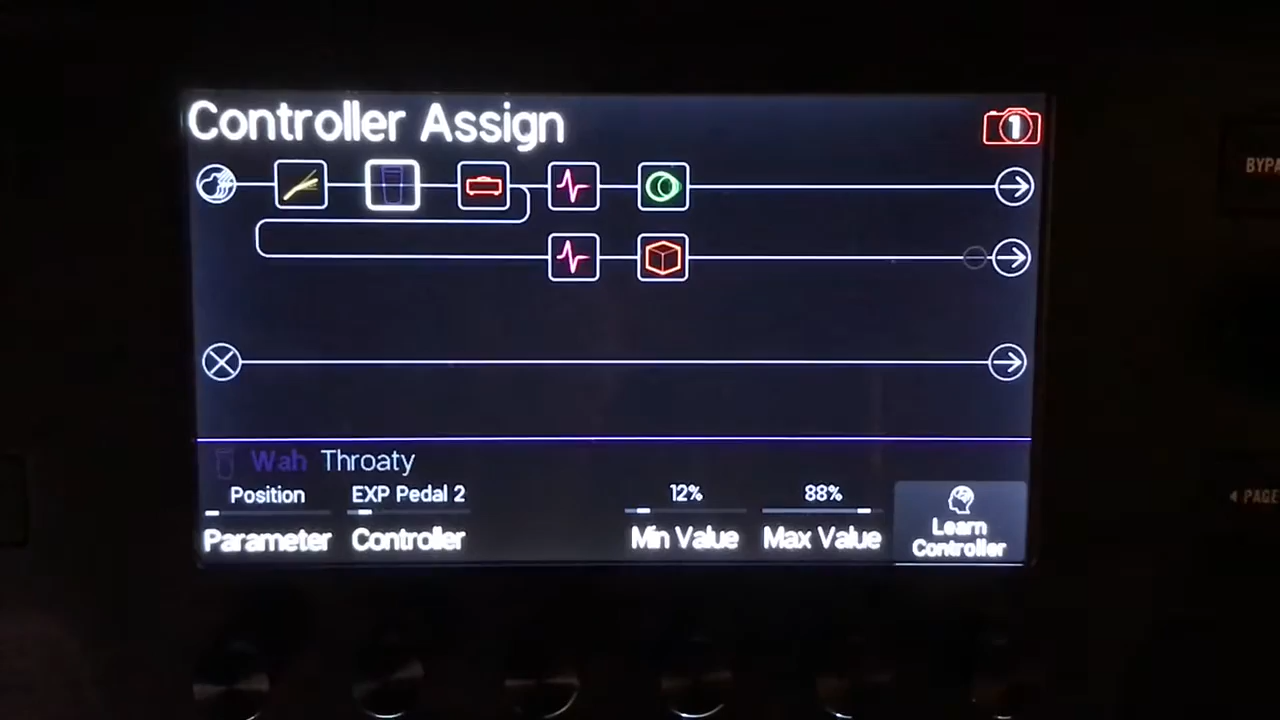 Controller Assign
1
BYPA
Wah Throaty
Position EXP Pedal 2 12% 88%
Parameter Controller Min Value Max Value
Learn
Controller
PAGE